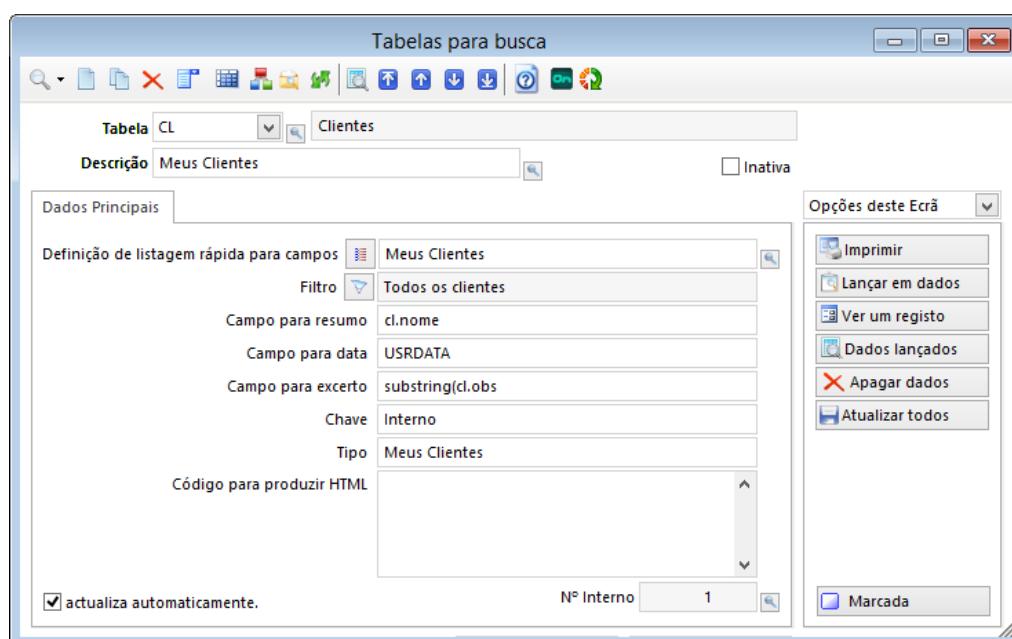 Tabelas para busca
On
Tabela CL Clientes
Descrição Meus Clientes Inativa
Dados Principais Opções deste Ecrã
Definição de listagem rápida para campos Meus Clientes Imprimir
Filtro Todos os clientes Lançar em dados
Campo para resumo cl.nome Ver um registo
Campo para data USRDATA Dados lançados
Campo para excerto substring(cl.obs Apagar dados
Chave Interno Atualizar todos
Tipo Meus Clientes
Código para produzir HTML
actualiza automaticamente. Nº Interno 1 Marcada